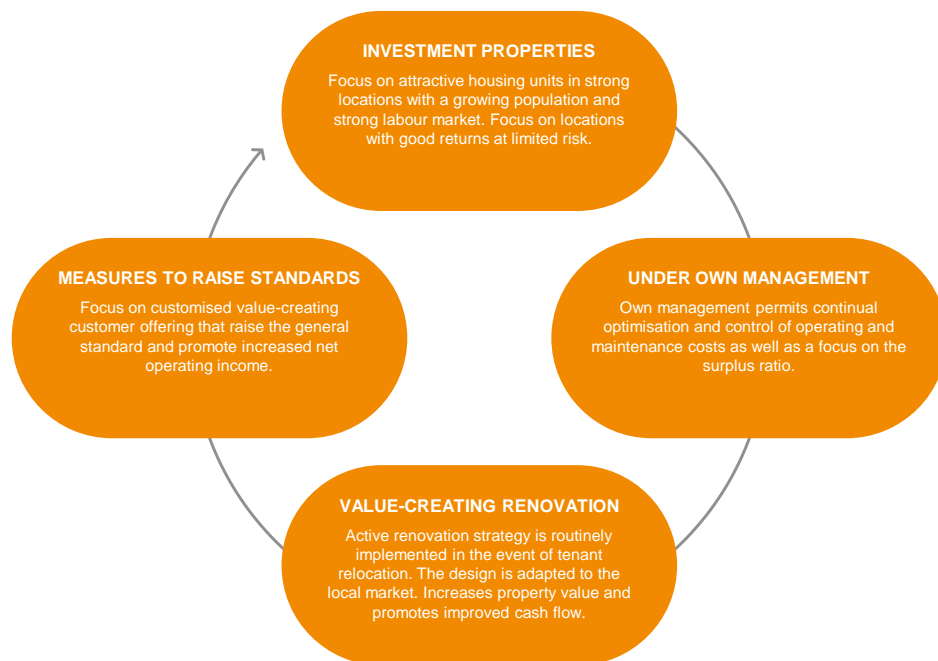 INVESTMENT PROPERTIES
Focus on attractive housing units in strong
locations with a growing population and
strong labour market. Focus on locations
with good returns at limited risk.
MEASURES TO RAISE STANDARDS
Focus on customised value-creating
customer offering that raise the general
standard and promote increased net
operating income.
UNDER OWN MANAGEMENT
Own management permits continual
optimisation and control of operating and
maintenance costs as well as a focus on the
surplus ratio.
VALUE-CREATING RENOVATION
Active renovation strategy is routinely
implemented in the event of tenant
relocation. The design is adapted to the
local market. Increases property value and
promotes improved cash flow.